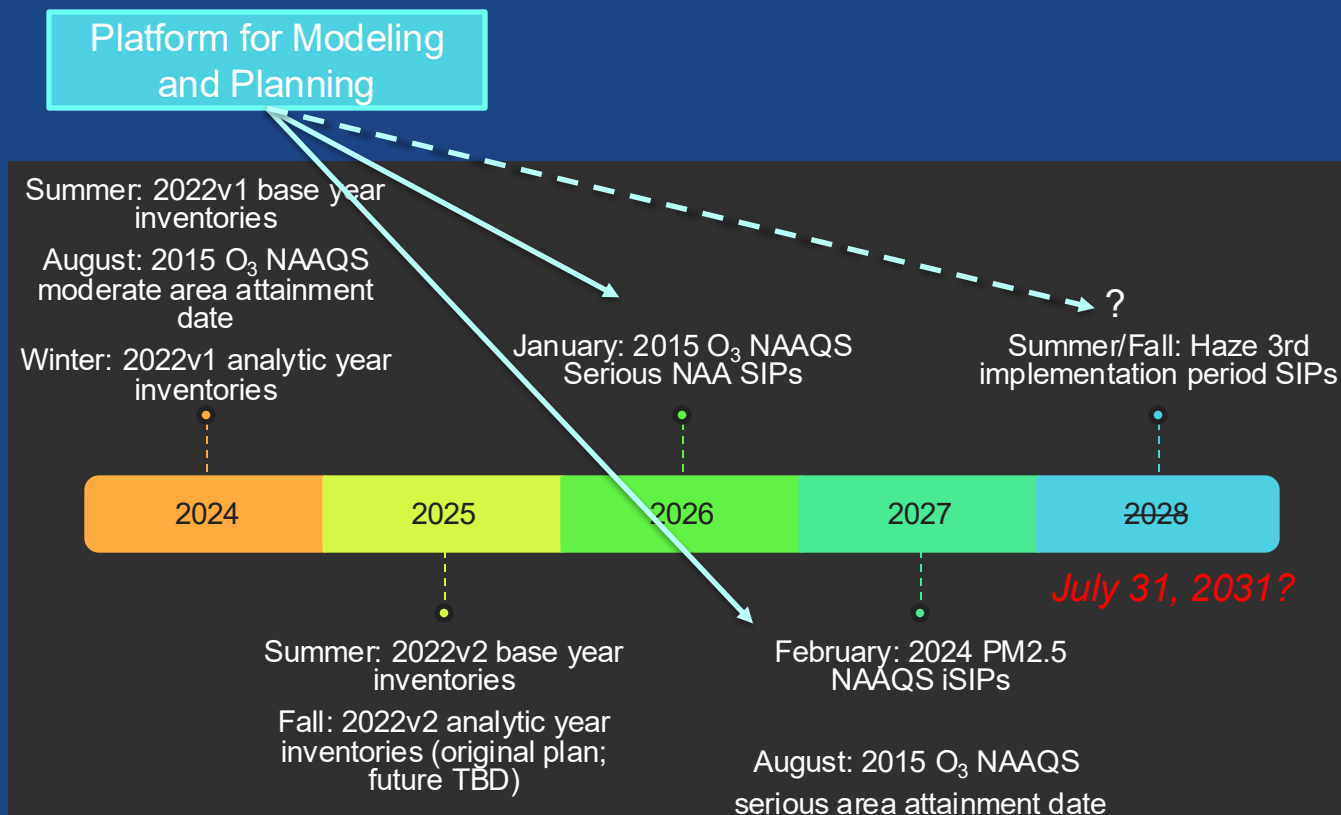 Platform for Modeling
and Planning
Summer: 2022v1 base year
inventories
August: 2015 O₃ NAAQS
moderate area attainment
date
Winter: 2022v1 analytic year
inventories
January: 2015 O₃ NAAQS
Serious NAA SIPs
?
Summer/Fall: Haze 3rd
implementation period SIPs
2024
2025
2026
2027
2028
July 31, 2031?
Summer: 2022v2 base year
inventories
Fall: 2022v2 analytic year
inventories (original plan;
future TBD)
February: 2024 PM2.5
NAAQS iSIPs
August: 2015 O₃ NAAQS
serious area attainment date